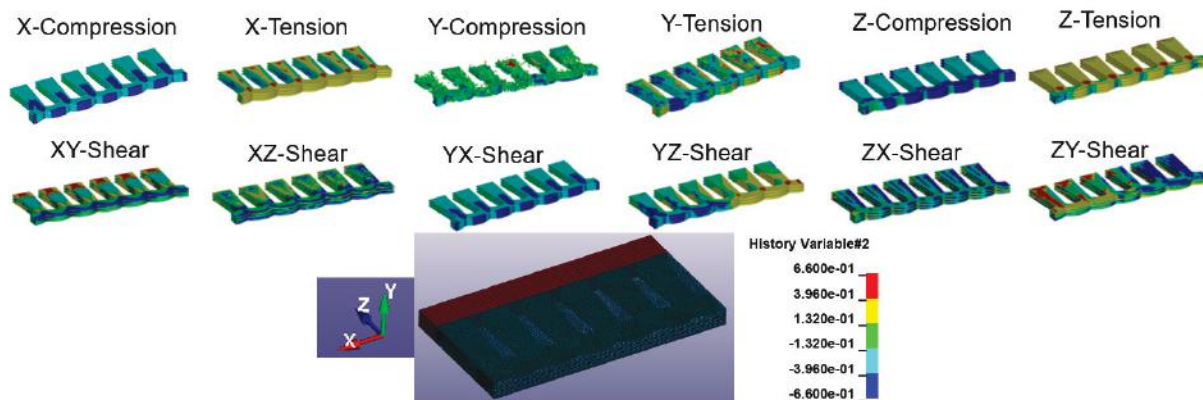 X-Compression X-Tension Y-Compression Y-Tension Z-Compression Z-Tension
XY-Shear XZ-Shear YX-Shear YZ-Shear ZX-Shear ZY-Shear
History Variable#2
6.600e-01
3.960e-01
1.320e-01
-1.320e-01
-3.960e-01
-6.600e-01
Y
Z
X